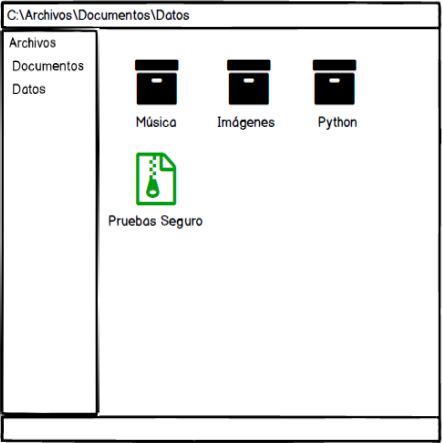 C:\Archivos\Documentos\Datos
Archivos
Documentos
Datos
Música
Imágenes
Python
Pruebas Seguro